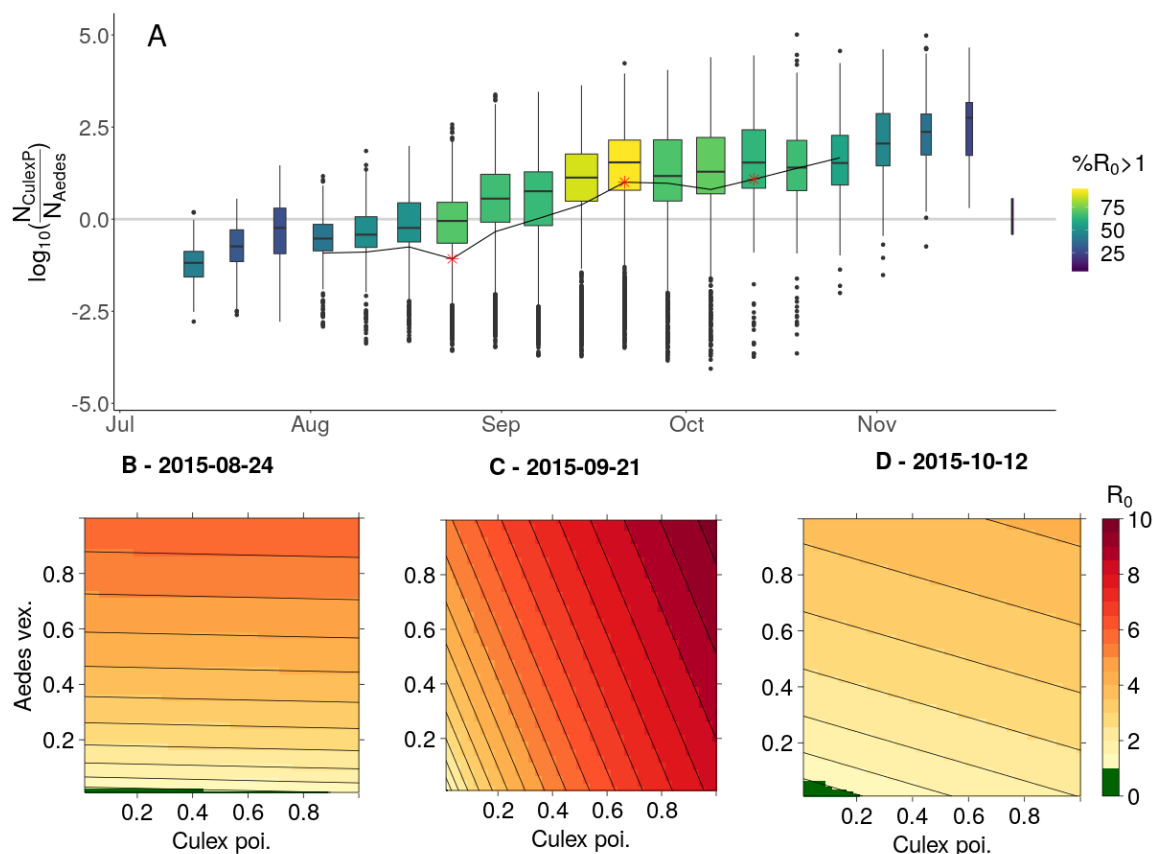 A
log10(NCulexP/NAedes)
5.0
2.5
0.0
-2.5
-5.0
Jul Aug Sep Oct Nov
%R0>1
75
50
25
B - 2015-08-24 C - 2015-09-21 D - 2015-10-12
Aedes vex.
0.8
0.6
0.4
0.2
0.2 0.4 0.6 0.8
Culex poi.
0.8
0.6
0.4
0.2
0.2 0.4 0.6 0.8
Culex poi.
0.8
0.6
0.4
0.2
0.2 0.4 0.6 0.8
Culex poi.
R0
10
8
6
4
2
0